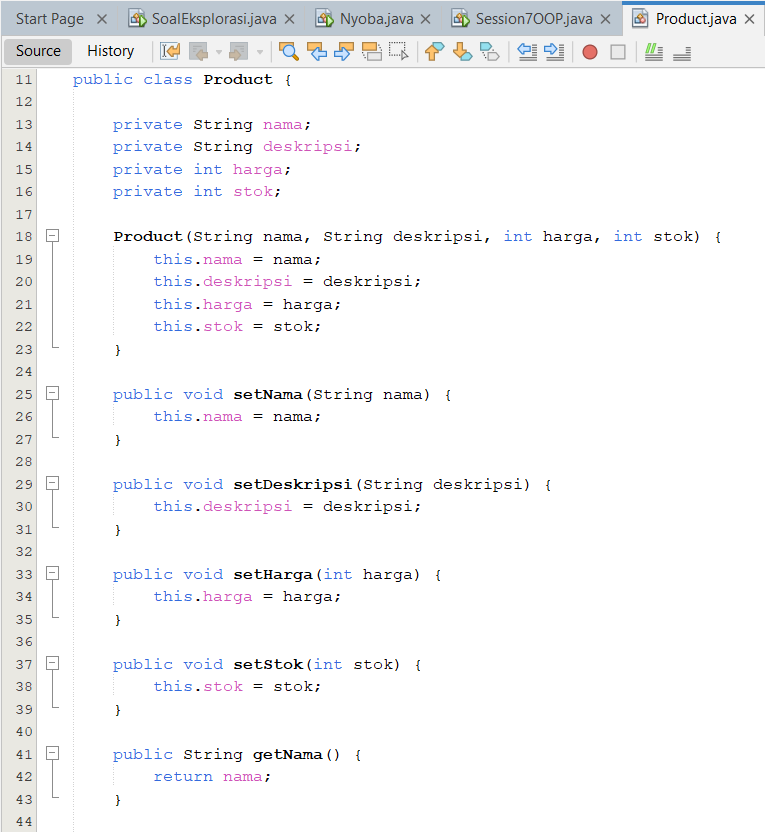 Start Page SoalEksplorasi.java Nyoba.java Session7OOP.java Product.java
Source History
11 public class Product {
12
13 private String nama;
14 private String deskripsi;
15 private int harga;
16 private int stok;
17
18 Product(String nama, String deskripsi, int harga, int stok) {
19 this.nama = nama;
20 this.deskripsi = deskripsi;
21 this.harga = harga;
22 this.stok = stok;
23 }
24
25 public void setNama(String nama) {
26 this.nama = nama;
27 }
28
29 public void setDeskripsi(String deskripsi) {
30 this.deskripsi = deskripsi;
31 }
32
33 public void setHarga(int harga) {
34 this.harga = harga;
35 }
36
37 public void setStok(int stok) {
38 this.stok = stok;
39 }
40
41 public String getNama() {
42 return nama;
43 }
44